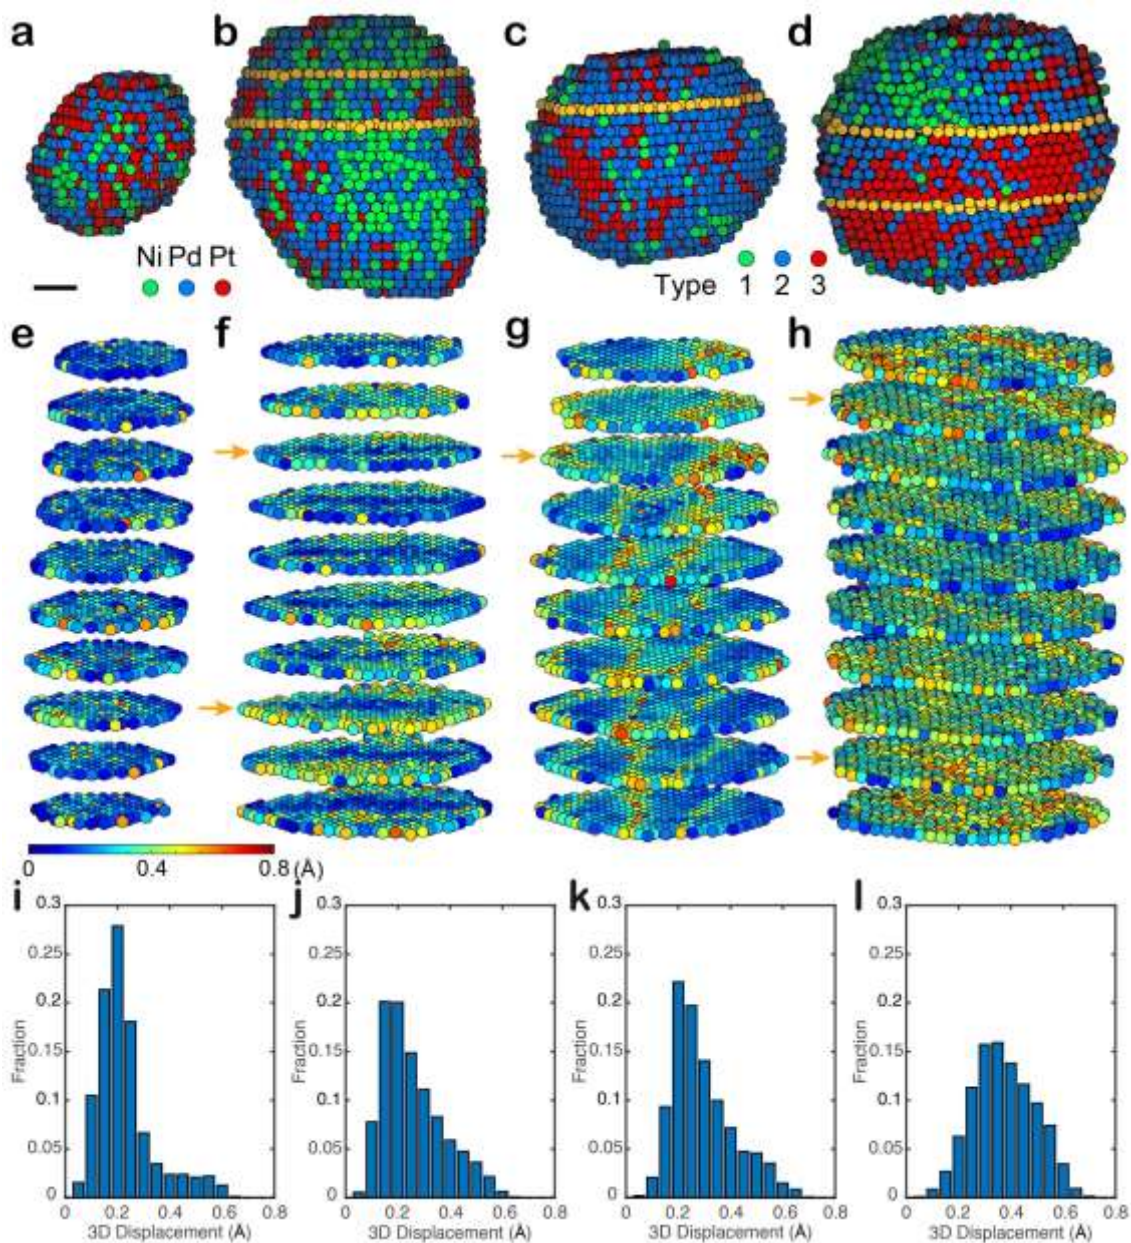 a b c d
Ni Pd Pt
Type 1 2 3
e f g h
0 0.4 0.8 (Å)
i j k l
0.3 0.3 0.3 0.3
0.25 0.25 0.25 0.25
0.2 0.2 0.2 0.2
0.15 0.15 0.15 0.15
0.1 0.1 0.1 0.1
0.05 0.05 0.05 0.05
0 0 0 0
Fraction Fraction Fraction Fraction
0 0.2 0.4 0.6 0.8 0 0.2 0.4 0.6 0.8 0 0.2 0.4 0.6 0.8 0 0.2 0.4 0.6 0.8
3D Displacement (Å) 3D Displacement (Å) 3D Displacement (Å) 3D Displacement (Å)